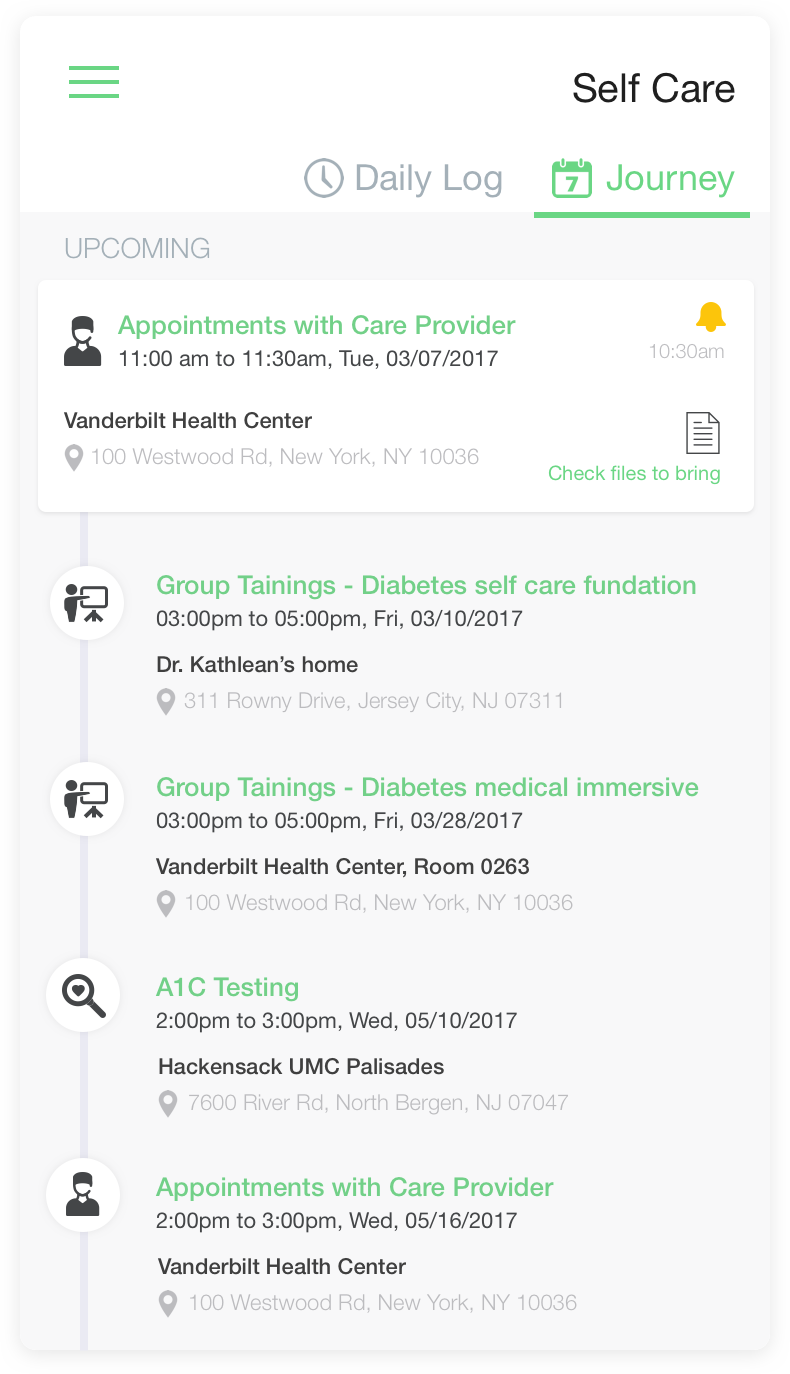 Self Care
Daily Log
7 Journey
UPCOMING
Appointments with Care Provider
11:00 am to 11:30am, Tue, 03/07/2017
10:30am
Vanderbilt Health Center
100 Westwood Rd, New York, NY 10036
Check files to bring
Group Tainings - Diabetes self care fundation
03:00pm to 05:00pm, Fri, 03/10/2017
Dr. Kathlean’s home
311 Rowny Drive, Jersey City, NJ 07311
Group Tainings - Diabetes medical immersive
03:00pm to 05:00pm, Fri, 03/28/2017
Vanderbilt Health Center, Room 0263
100 Westwood Rd, New York, NY 10036
A1C Testing
2:00pm to 3:00pm, Wed, 05/10/2017
Hackensack UMC Palisades
7600 River Rd, North Bergen, NJ 07047
Appointments with Care Provider
2:00pm to 3:00pm, Wed, 05/16/2017
Vanderbilt Health Center
100 Westwood Rd, New York, NY 10036